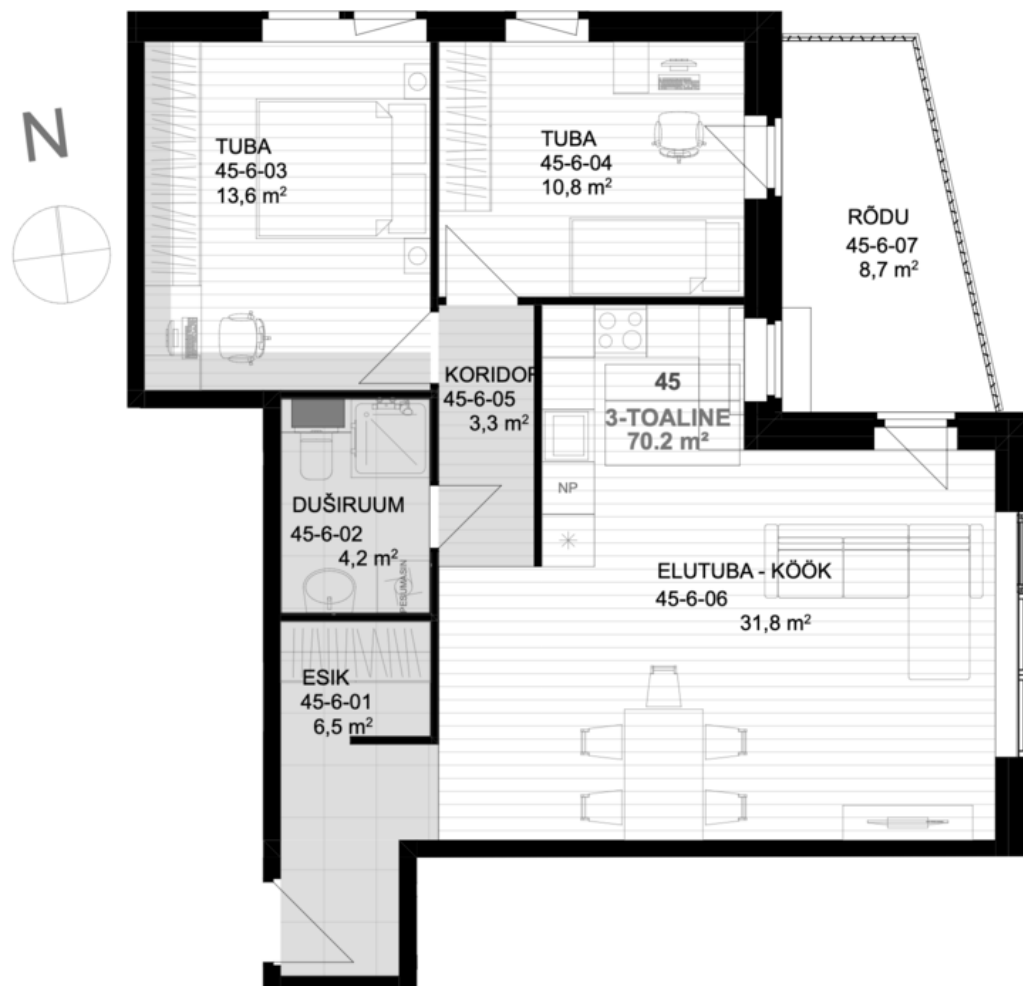 N
TUBA
45-6-03
13,6 m²
TUBA
45-6-04
10,8 m²
RÕDU
45-6-07
8,7 m²
KORIDOR
45-6-05
3,3 m²
45
3-TOALINE
70.2 m²
NP
DUŠIRUUM
45-6-02
4,2 m²
PESUMASIN
ELUTUBA - KÖÖK
45-6-06
31,8 m²
ESIK
45-6-01
6,5 m²